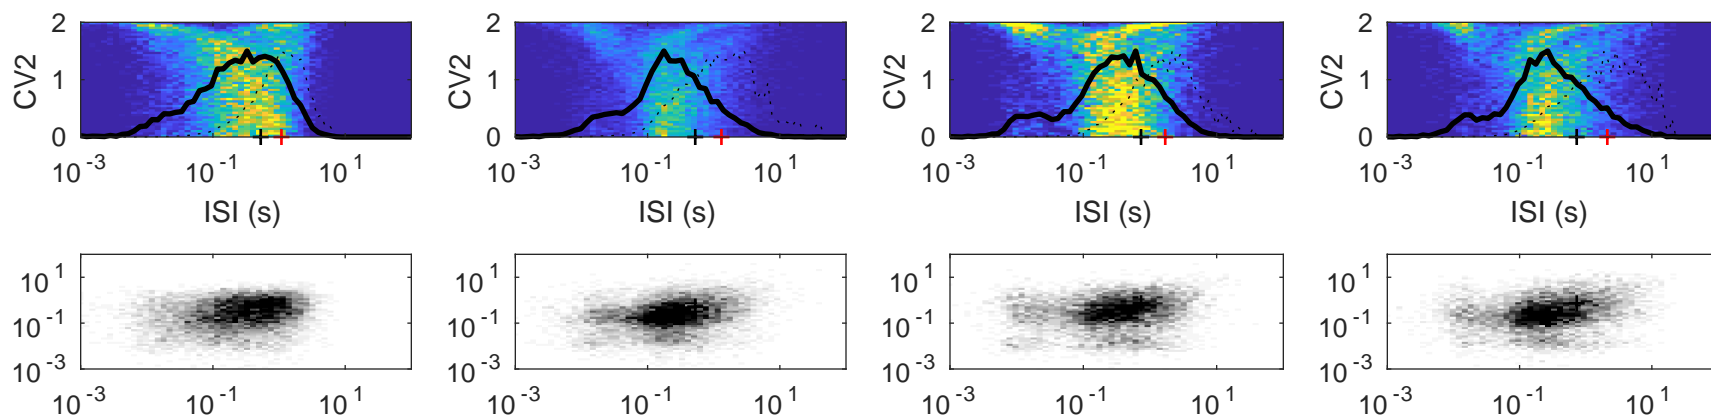 2 2 2 2
CV2 CV2 CV2 CV2
1 1 1 1
0 0 0 0
10^-3 10^-1 10^1 10^-3 10^-1 10^1 10^-3 10^-1 10^1 10^-3 10^-1 10^1
ISI (s) ISI (s) ISI (s) ISI (s)
10^1 10^1 10^1 10^1
10^-1 10^-1 10^-1 10^-1
10^-3 10^-3 10^-3 10^-3
10^-3 10^-1 10^1 10^-3 10^-1 10^1 10^-3 10^-1 10^1 10^-3 10^-1 10^1